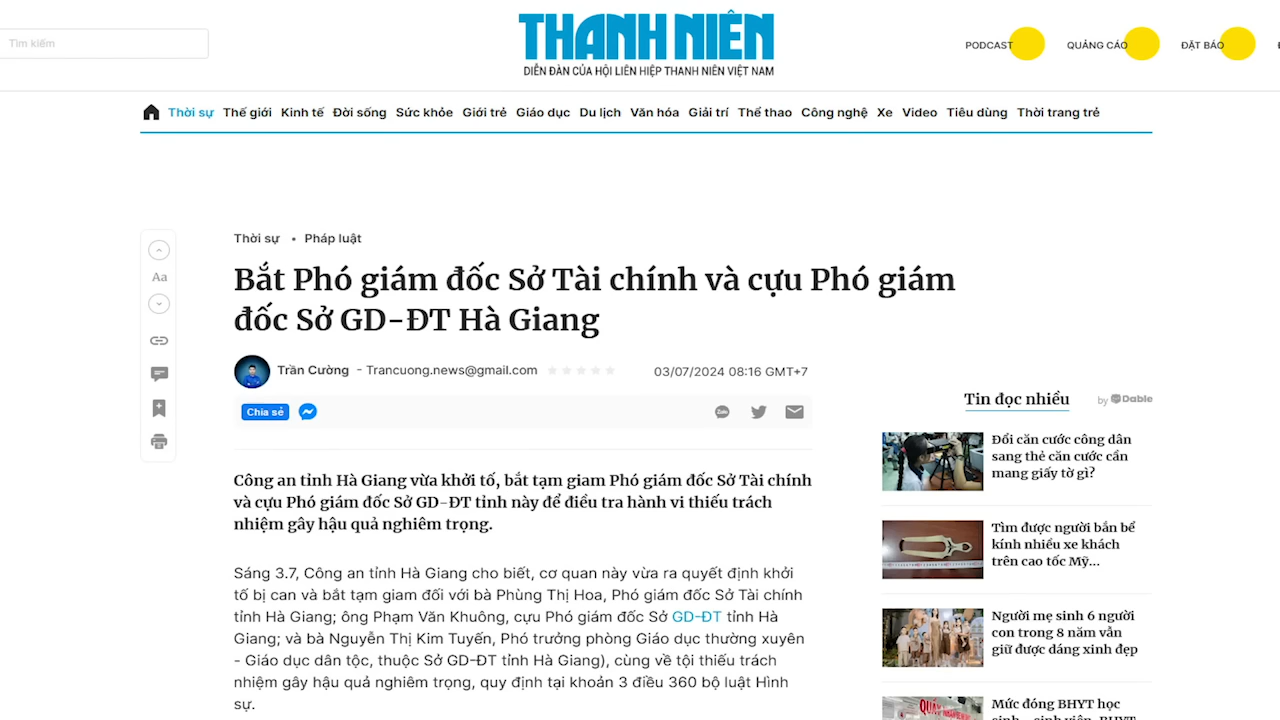 Tìm kiếm
THANH NIÊN
DIỄN ĐÀN CỦA HỘI LIÊN HIỆP THANH NIÊN VIỆT NAM
PODCAST
QUẢNG CÁO
ĐẶT BÁO
Thời sự Thế giới Kinh tế Đời sống Sức khỏe Giới trẻ Giáo dục Du lịch Văn hóa Giải trí Thể thao Công nghệ Xe Video Tiêu dùng Thời trang trẻ
Thời sự • Pháp luật
Bắt Phó giám đốc Sở Tài chính và cựu Phó giám
đốc Sở GD-ĐT Hà Giang
Aa
Trần Cường - Trancuong.news@gmail.com
03/07/2024 08:16 GMT+7
Chia sẻ
Zalo
Công an tỉnh Hà Giang vừa khởi tố, bắt tạm giam Phó giám đốc Sở Tài chính
và cựu Phó giám đốc Sở GD-ĐT tỉnh này để điều tra hành vi thiếu trách
nhiệm gây hậu quả nghiêm trọng.
Sáng 3.7, Công an tỉnh Hà Giang cho biết, cơ quan này vừa ra quyết định khởi
tố bị can và bắt tạm giam đối với bà Phùng Thị Hoa, Phó giám đốc Sở Tài chính
tỉnh Hà Giang; ông Phạm Văn Khuông, cựu Phó giám đốc Sở GD-ĐT tỉnh Hà
Giang; và bà Nguyễn Thị Kim Tuyến, Phó trưởng phòng Giáo dục thường xuyên
- Giáo dục dân tộc, thuộc Sở GD-ĐT tỉnh Hà Giang), cùng về tội thiếu trách
nhiệm gây hậu quả nghiêm trọng, quy định tại khoản 3 điều 360 bộ luật Hình
sự.
Tin đọc nhiều
by Dable
Đổi căn cước công dân
sang thẻ căn cước cần
mang giấy tờ gì?
Tìm được người bắn bể
kính nhiều xe khách
trên cao tốc Mỹ...
Người mẹ sinh 6 người
con trong 8 năm vẫn
giữ được dáng xinh đẹp
Mức đóng BHYT học
sinh - sinh viên, BHYT